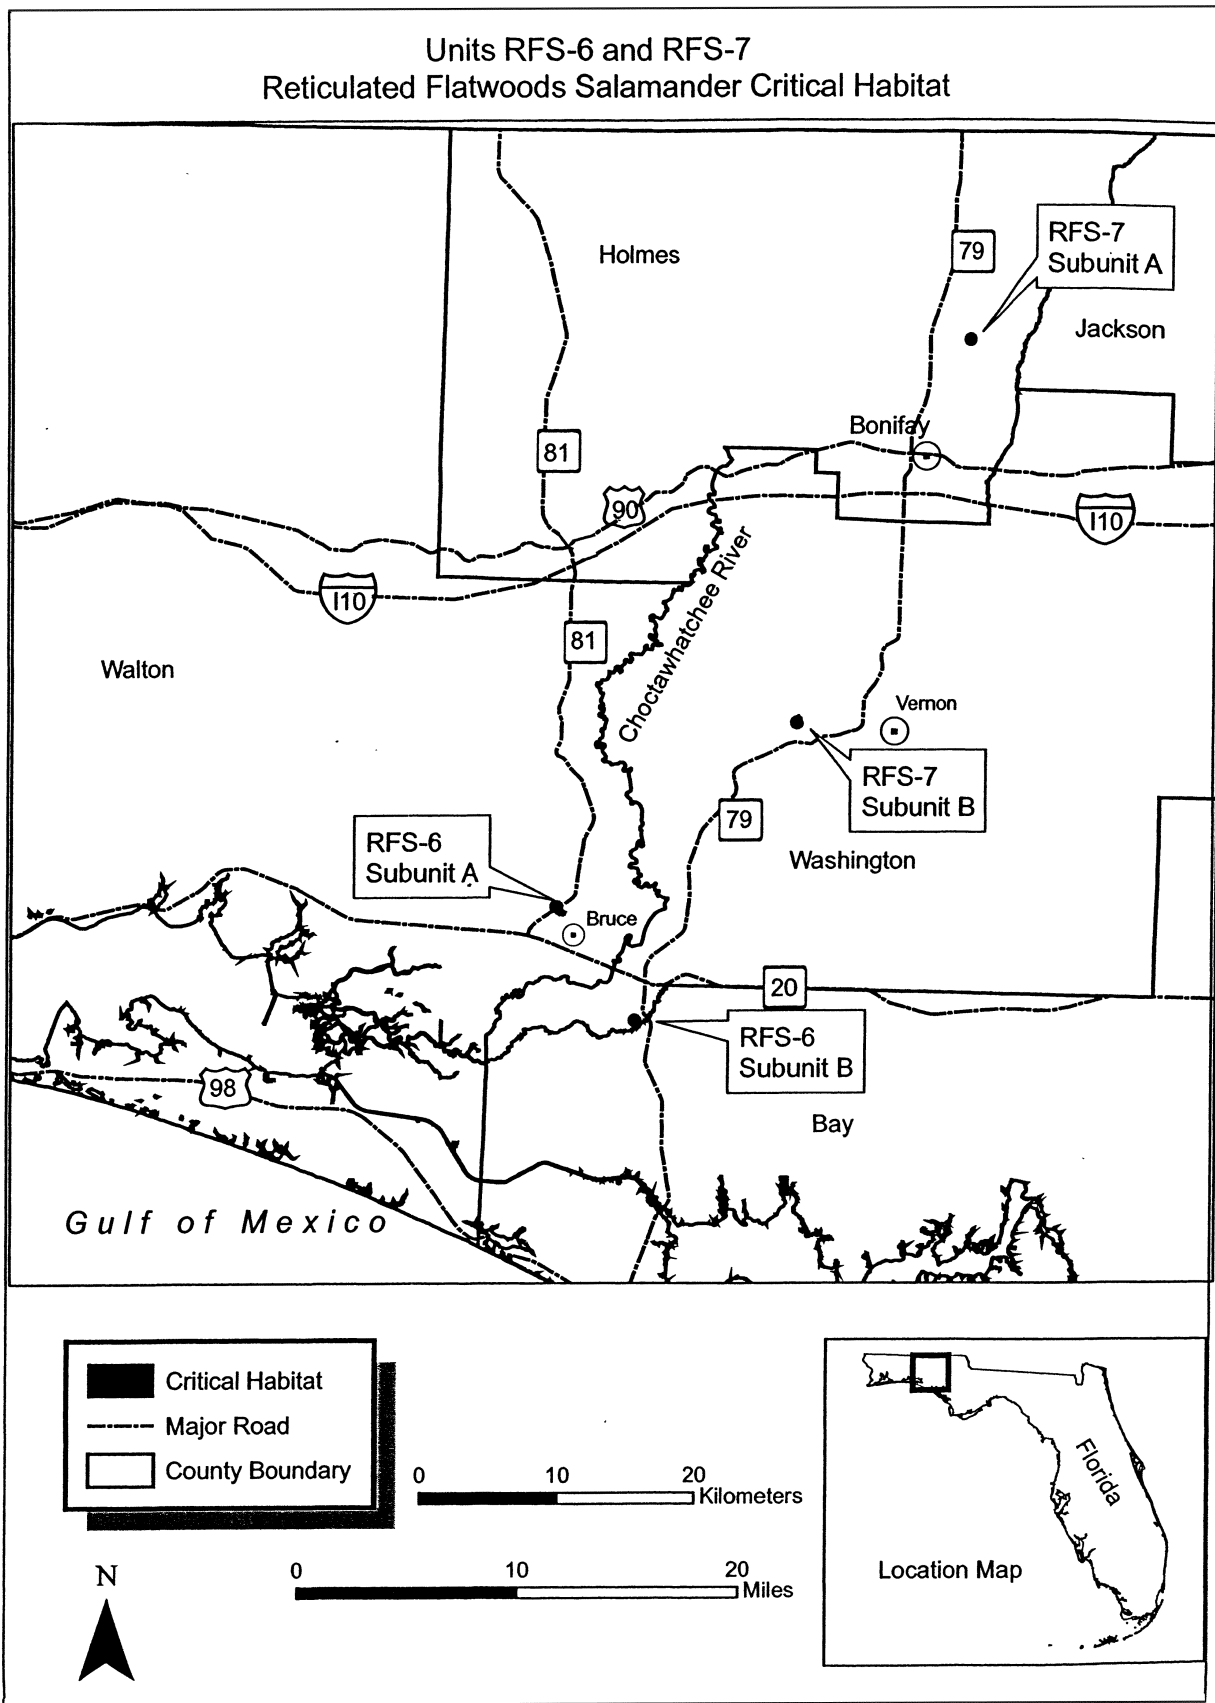 Units RFS-6 and RFS-7
Reticulated Flatwoods Salamander Critical Habitat
Holmes
79
RFS-7
Subunit A
Jackson
Bonifay
81
90
I10
I10
Choctawhatchee River
81
Walton
Vernon
RFS-7
Subunit B
79
RFS-6
Subunit A
Washington
Bruce
20
RFS-6
Subunit B
98
Bay
Gulf of Mexico
Critical Habitat
Major Road
County Boundary
0 10 20
Kilometers
0 10 20
Miles
N
Florida
Location Map